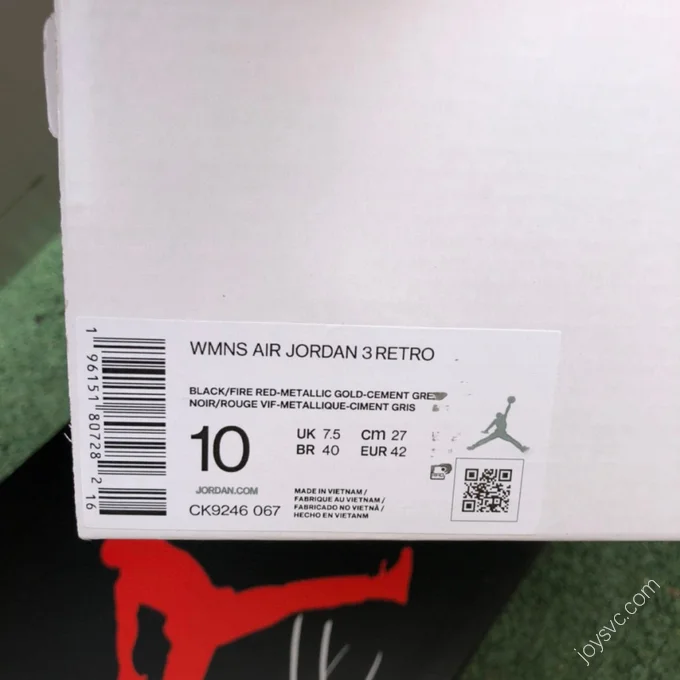 WMNS AIR JORDAN 3 RETRO
BLACK/FIRE RED-METALLIC GOLD-CEMENT GREY
NOIR/ROUGE VIF-METALLIQUE-CIMENT GRIS
10
UK 7.5 cm 27
BR 40 EUR 42
JORDAN.COM
CK9246 067
MADE IN VIETNAM /
FABRIQUE AU VIETNAM /
FABRICADO NO VIETNÃ /
HECHO EN VIETANM
1 96151 80728 2 16
joysvc.com